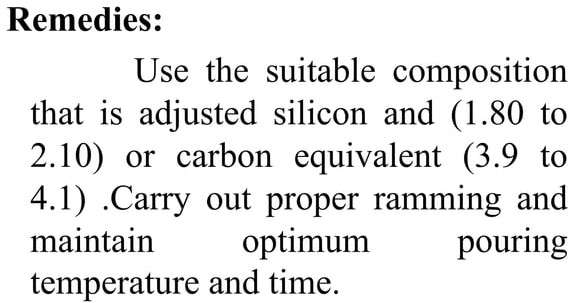 Remedies:
Use the suitable composition
that is adjusted silicon and (1.80 to
2.10) or carbon equivalent (3.9 to
4.1) .Carry out proper ramming and
maintain optimum pouring
temperature and time.